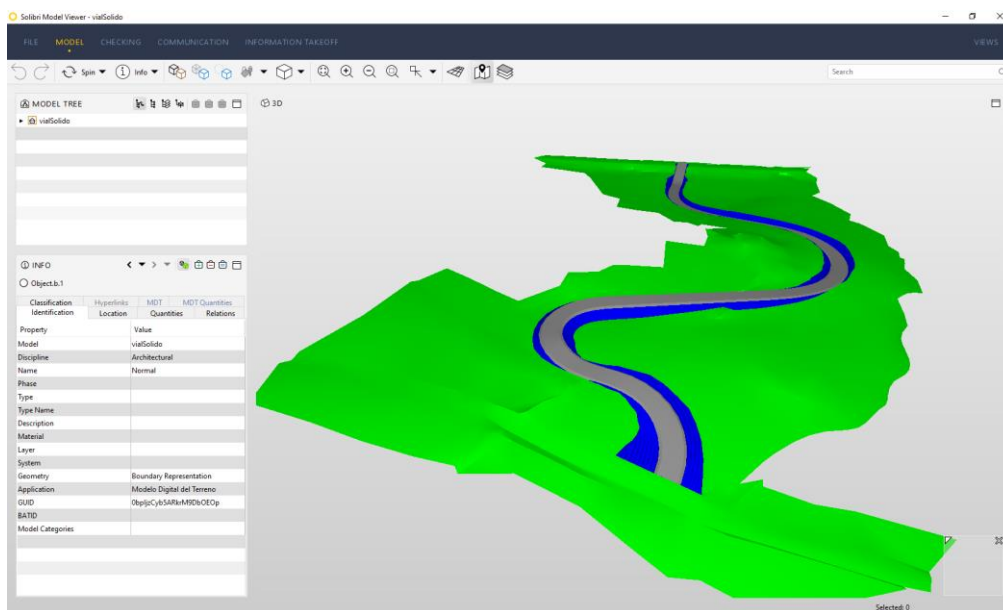 Solibri Model Viewer - vialSolido
FILE MODEL CHECKING COMMUNICATION INFORMATION TAKEOFF VIEWS
Spin Info Search
MODEL TREE
3D
vialSolido
INFO
Object.b.1
Classification Hyperlinks MDT MDT Quantities
Identification Location Quantities Relations
Property Value
Model vialSolido
Discipline Architectural
Name Normal
Phase
Type
Type Name
Description
Material
Layer
System
Geometry Boundary Representation
Application Modelo Digital del Terreno
GUID
BATID
Model Categories
Selected: 0